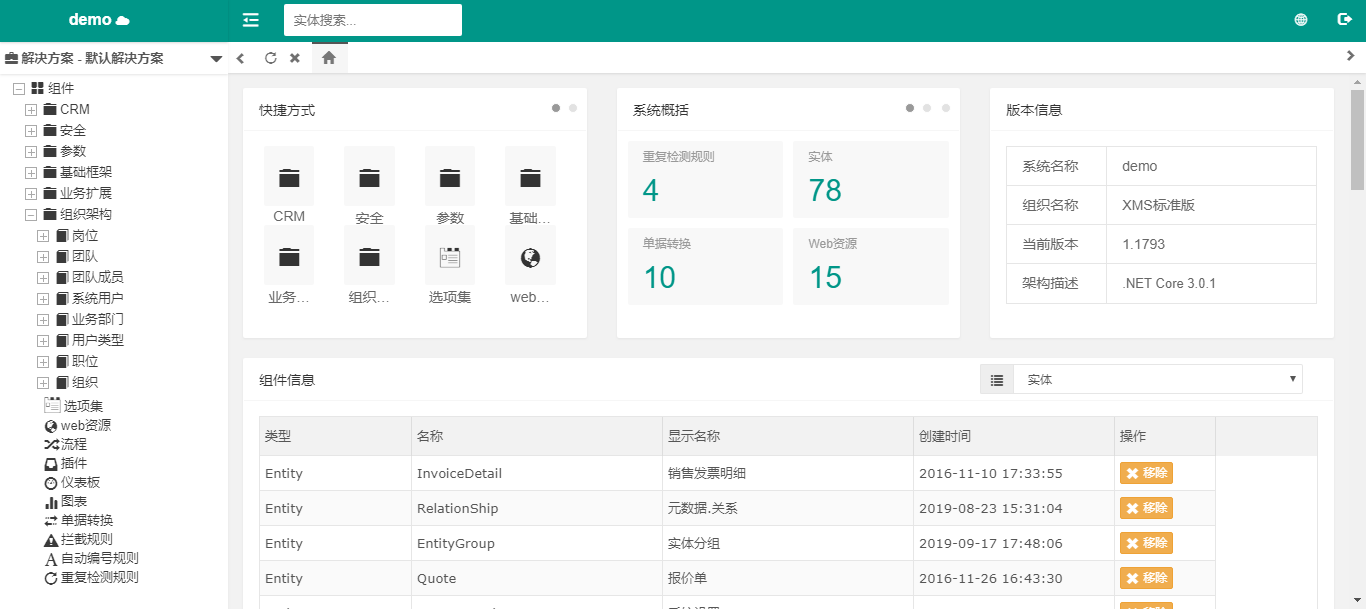 demo
实体搜索...
解决方案 - 默认解决方案
组件
CRM
安全
参数
基础框架
业务扩展
组织架构
岗位
团队
团队成员
系统用户
业务部门
用户类型
职位
组织
选项集
web资源
流程
插件
仪表板
图表
单据转换
拦截规则
自动编号规则
重复检测规则
快捷方式
CRM 安全 参数 基础...
业务... 组织... 选项集 web...
系统概括
重复检测规则 实体
4 78
单据转换 Web资源
10 15
版本信息
系统名称 demo
组织名称 XMS标准版
当前版本 1.1793
架构描述 .NET Core 3.0.1
组件信息 实体
类型 名称 显示名称 创建时间 操作
Entity InvoiceDetail 销售发票明细 2016-11-10 17:33:55 移除
Entity RelationShip 元数据.关系 2019-08-23 15:31:04 移除
Entity EntityGroup 实体分组 2019-09-17 17:48:06 移除
Entity Quote 报价单 2016-11-26 16:43:30 移除